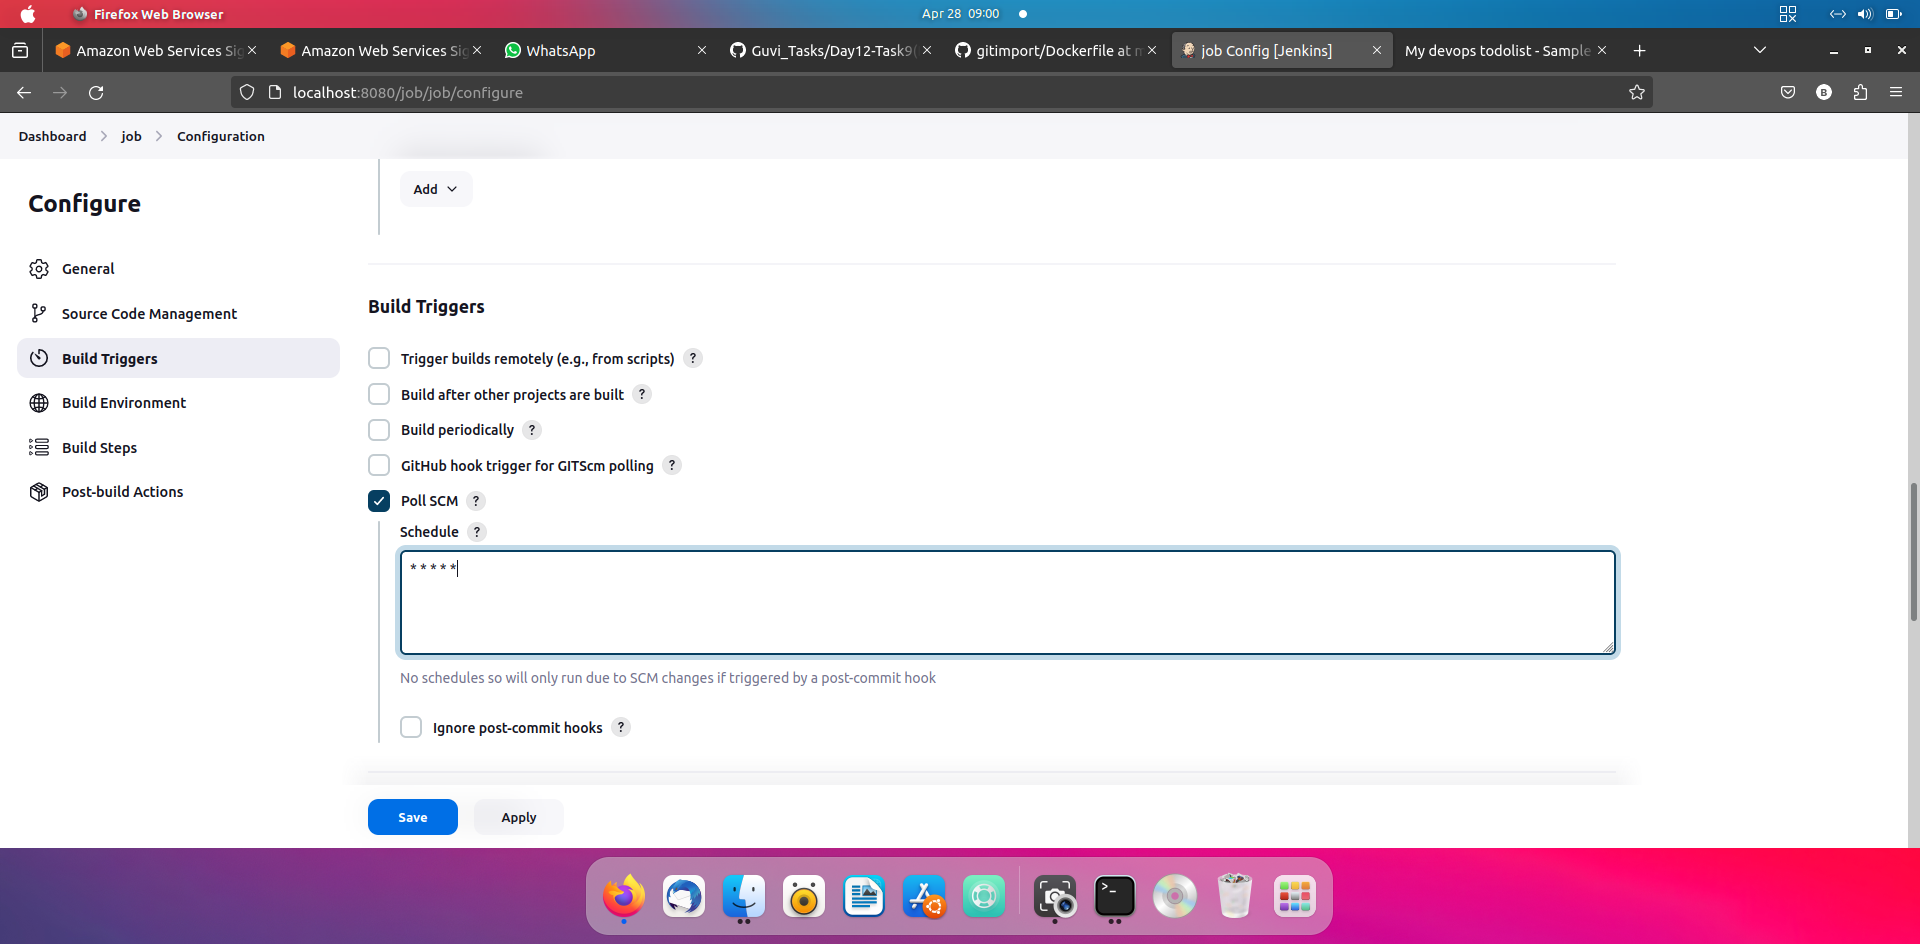 Firefox Web Browser
Apr 28 09:00
Amazon Web Services Sig
Amazon Web Services Sig
WhatsApp
Guvi_Tasks/Day12-Task9(
gitimport/Dockerfile at m
job Config [Jenkins]
My devops todolist - Sample
localhost:8080/job/job/configure
B
Dashboard
job
Configuration
Configure
General
Source Code Management
Build Triggers
Build Environment
Build Steps
Post-build Actions
Add
Build Triggers
Trigger builds remotely (e.g., from scripts) ?
Build after other projects are built ?
Build periodically ?
GitHub hook trigger for GITScm polling ?
Poll SCM ?
Schedule ?
* * * * *
No schedules so will only run due to SCM changes if triggered by a post-commit hook
Ignore post-commit hooks ?
Save
Apply